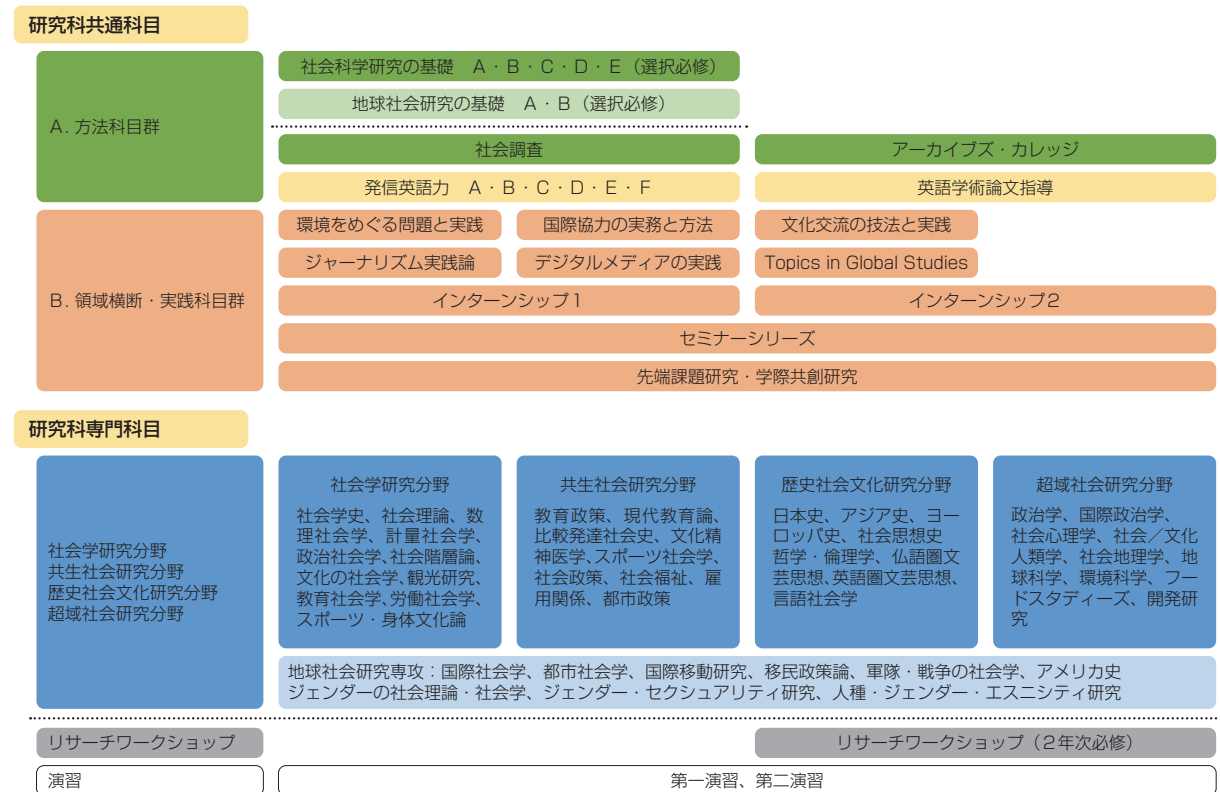 研究科共通科目
A. 方法科目群
社会科学研究の基礎　A・B・C・D・E（選択必修）
地球社会研究の基礎　A・B（選択必修）
社会調査
アーカイブズ・カレッジ
発信英語力　A・B・C・D・E・F
英語学術論文指導
B. 領域横断・実践科目群
環境をめぐる問題と実践
国際協力の実務と方法
文化交流の技法と実践
ジャーナリズム実践論
デジタルメディアの実践
Topics in Global Studies
インターンシップ1
インターンシップ2
セミナーシリーズ
先端課題研究・学際共創研究
研究科専門科目
社会学研究分野
共生社会研究分野
歴史社会文化研究分野
超域社会研究分野
社会学研究分野
社会学史、社会理論、数
理社会学、計量社会学、
政治社会学、社会階層論、
文化の社会学、観光研究、
教育社会学、労働社会学、
スポーツ・身体文化論
共生社会研究分野
教育政策、現代教育論、
比較発達社会史、文化精
神医学、スポーツ社会学、
社会政策、社会福祉、雇
用関係、都市政策
歴史社会文化研究分野
日本史、アジア史、ヨー
ロッパ史、社会思想史
哲学・倫理学、仏語圏文
芸思想、英語圏文芸思想、
言語社会学
超域社会研究分野
政治学、国際政治学、
社会心理学、社会／文化
人類学、社会地理学、地
球科学、環境科学、フー
ドスタディーズ、開発研
究
地球社会研究専攻：国際社会学、都市社会学、国際移動研究、移民政策論、軍隊・戦争の社会学、アメリカ史
ジェンダーの社会理論・社会学、ジェンダー・セクシュアリティ研究、人種・ジェンダー・エスニシティ研究
リサーチワークショップ
リサーチワークショップ（2年次必修）
演習
第一演習、第二演習